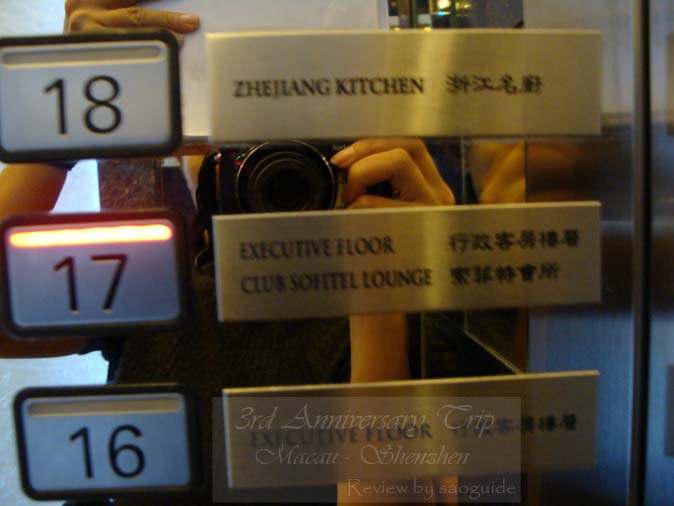 18
ZHEJIANG KITCHEN 浙江名廚
17
EXECUTIVE FLOOR 行政客房樓層
CLUB SOFITEL LOUNGE 索菲特會所
16
EXECUTIVE FLOOR 行政客房樓層
3rd Anniversary Trip
Macau - Shenzhen
Review by saoguide